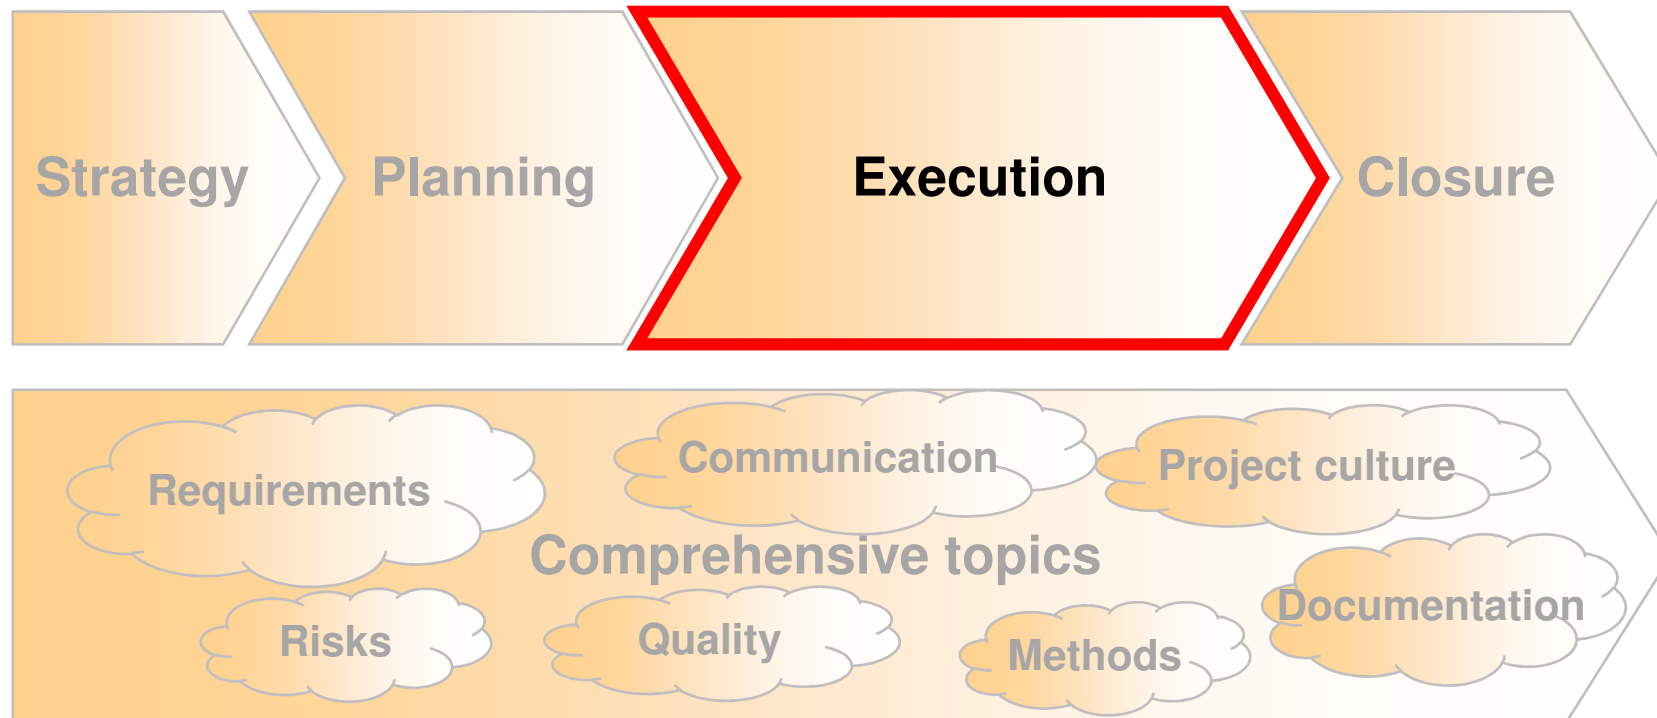 Strategy
Planning
Execution
Closure
Requirements
Communication
Project culture
Comprehensive topics
Risks
Quality
Methods
Documentation